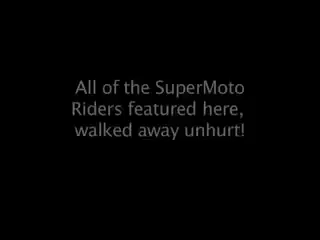 All of the SuperMoto
Riders featured here,
walked away unhurt!